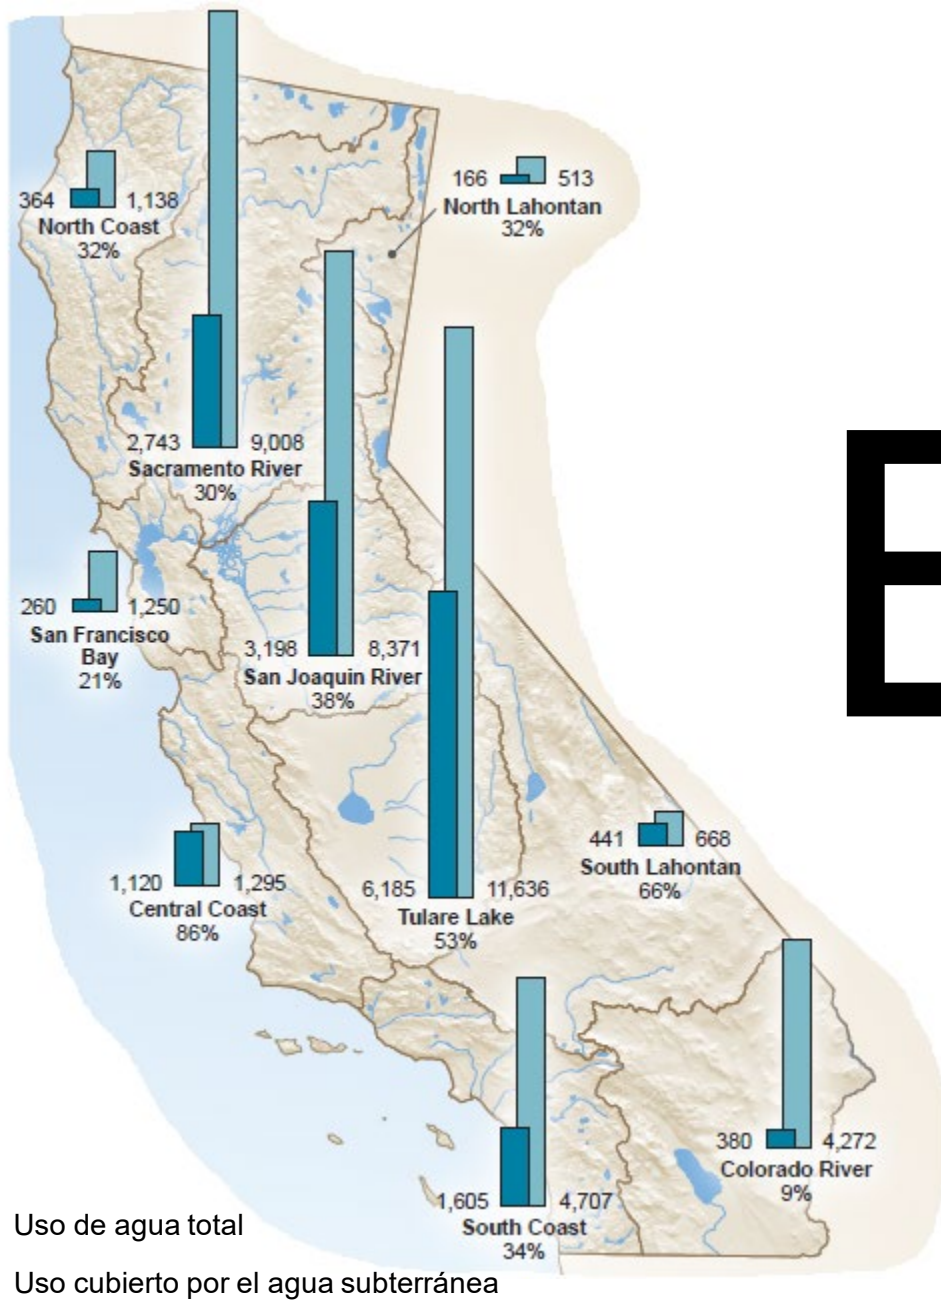 166 513
North Lahontan
32%
364 1,138
North Coast
32%
2,743 9,008
Sacramento River
30%
E
260 1,250
San Francisco
Bay
21%
3,198 8,371
San Joaquin River
38%
441 668
South Lahontan
66%
1,120 1,295
Central Coast
86%
6,185 11,636
Tulare Lake
53%
380 4,272
Colorado River
9%
1,605 4,707
South Coast
34%
Uso de agua total
Uso cubierto por el agua subterránea